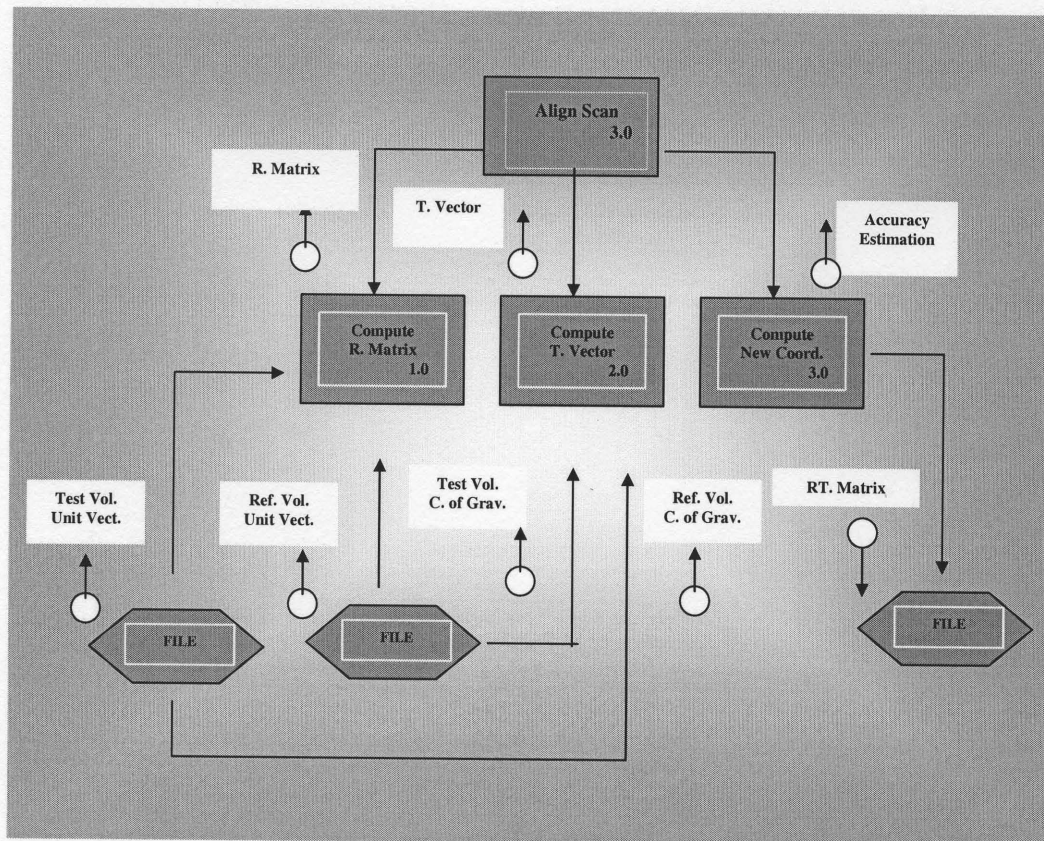 Align Scan
3.0
R. Matrix
T. Vector
Accuracy
Estimation
Compute
R. Matrix
1.0
Compute
T. Vector
2.0
Compute
New Coord.
3.0
Test Vol.
Unit Vect.
Ref. Vol.
Unit Vect.
Test Vol.
C. of Grav.
Ref. Vol.
C. of Grav.
RT. Matrix
FILE
FILE
FILE